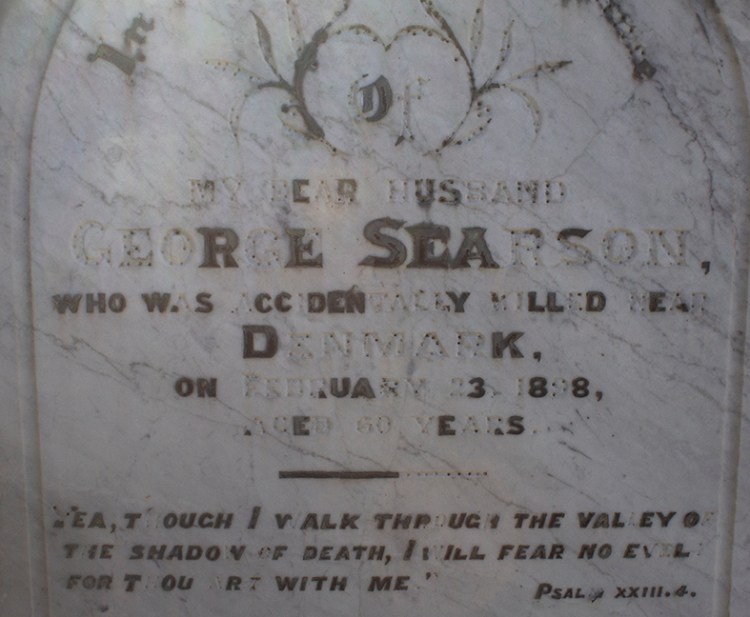 In
Of
MY DEAR HUSBAND
GEORGE SEARSON,
WHO WAS ACCIDENTALLY KILLED NEAR
DENMARK,
ON FEBRUARY 23, 1898,
AGED 60 YEARS.
"YEA, THOUGH I WALK THROUGH THE VALLEY OF
THE SHADOW OF DEATH, I WILL FEAR NO EVIL:
FOR THOU ART WITH ME."
PSALM XXIII.4.